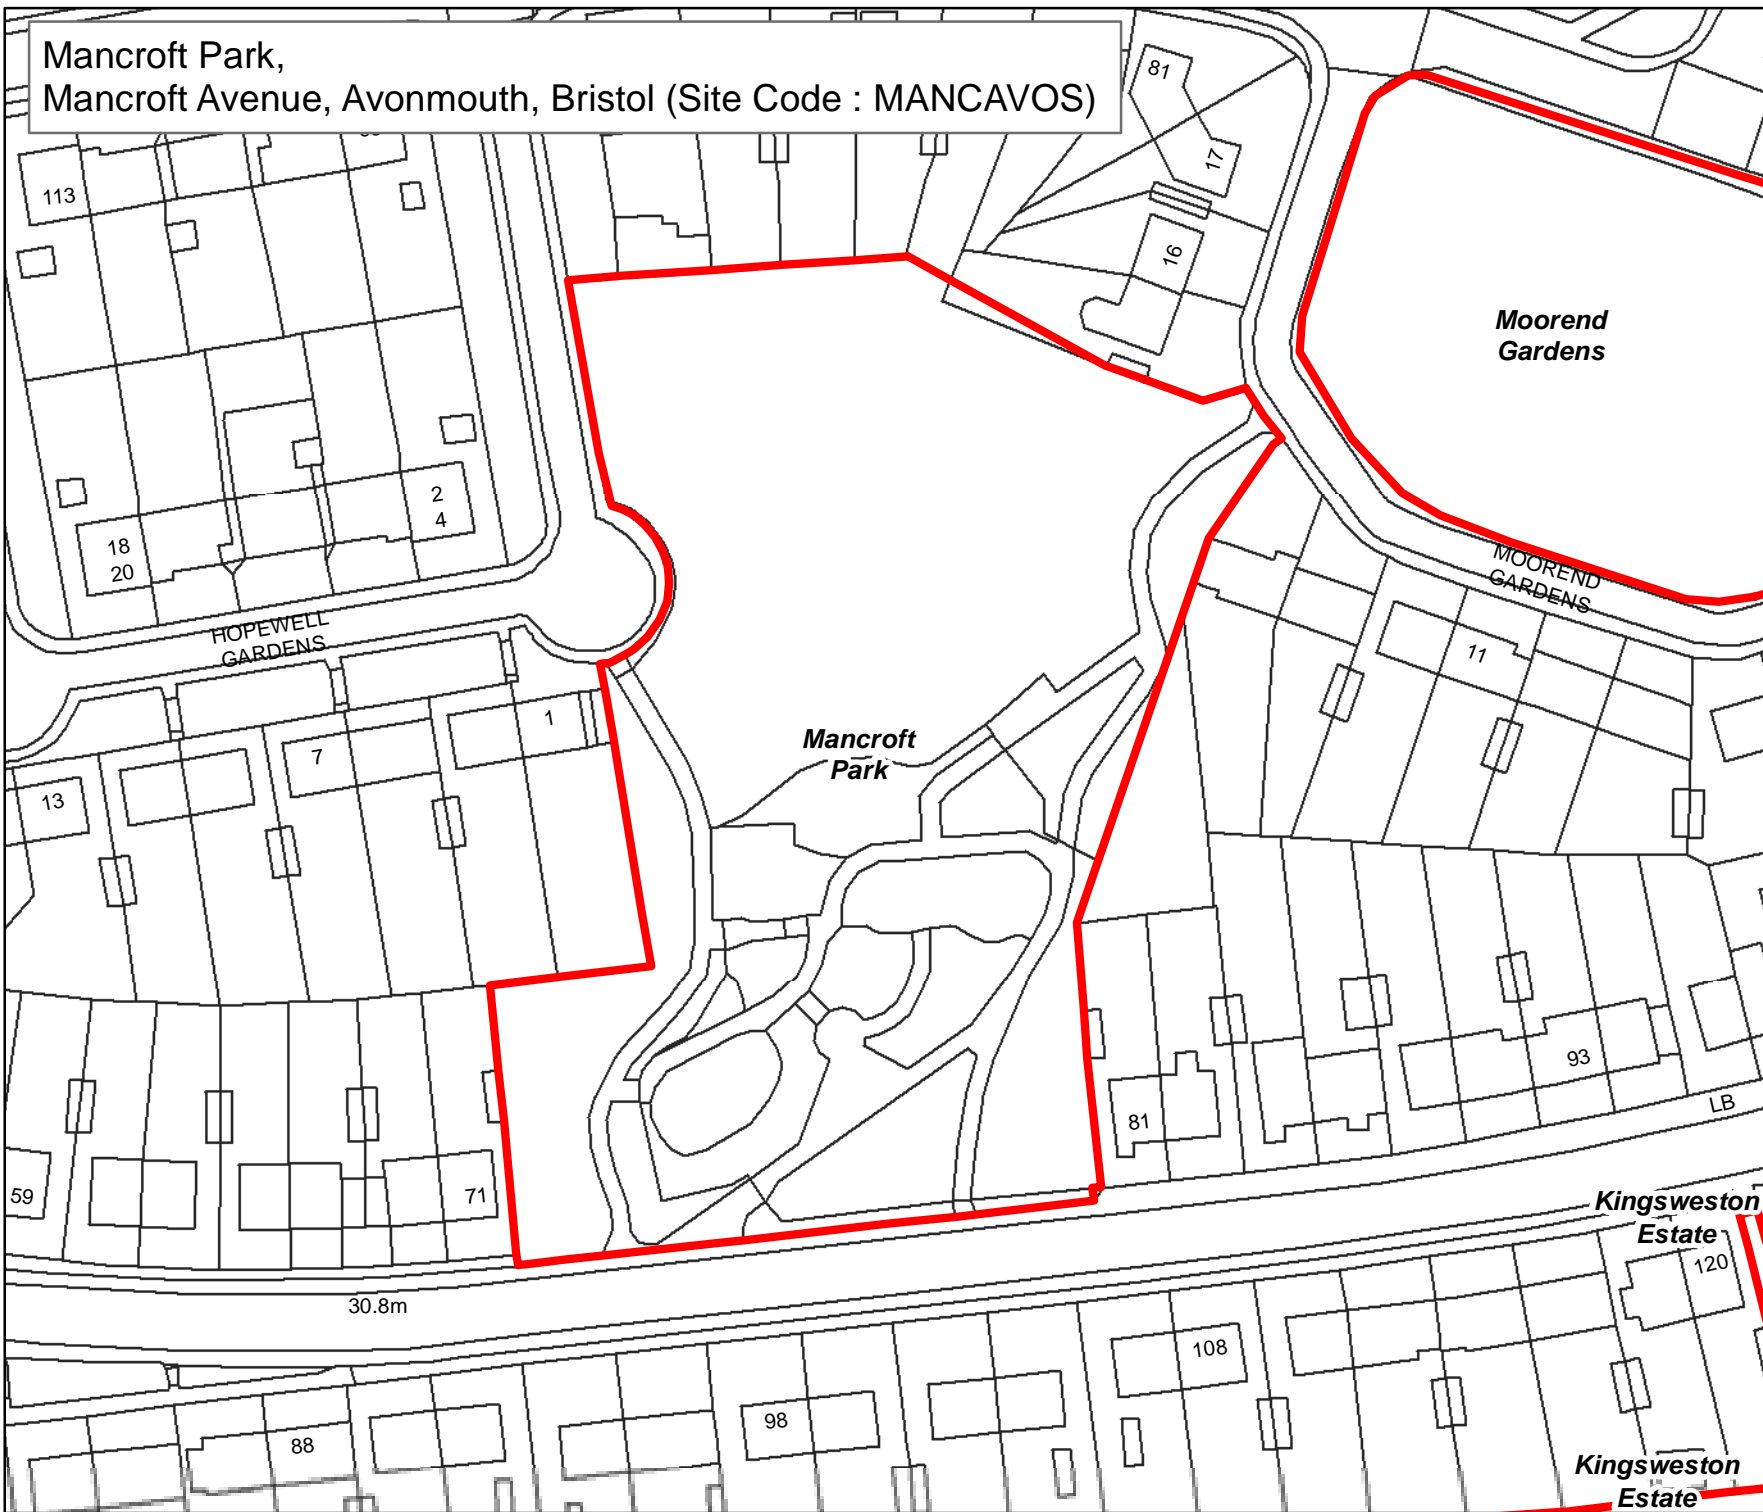 Mancroft Park,
Mancroft Avenue, Avonmouth, Bristol (Site Code : MANCAVOS)
81
17
113
16
Moorend
Gardens
2
4
18
20
MOOREND
GARDENS
HOPEWELL
GARDENS
11
1
7
Mancroft
Park
13
93
LB
81
59
71
Kingsweston
Estate
120
30.8m
108
98
88
Kingsweston
Estate